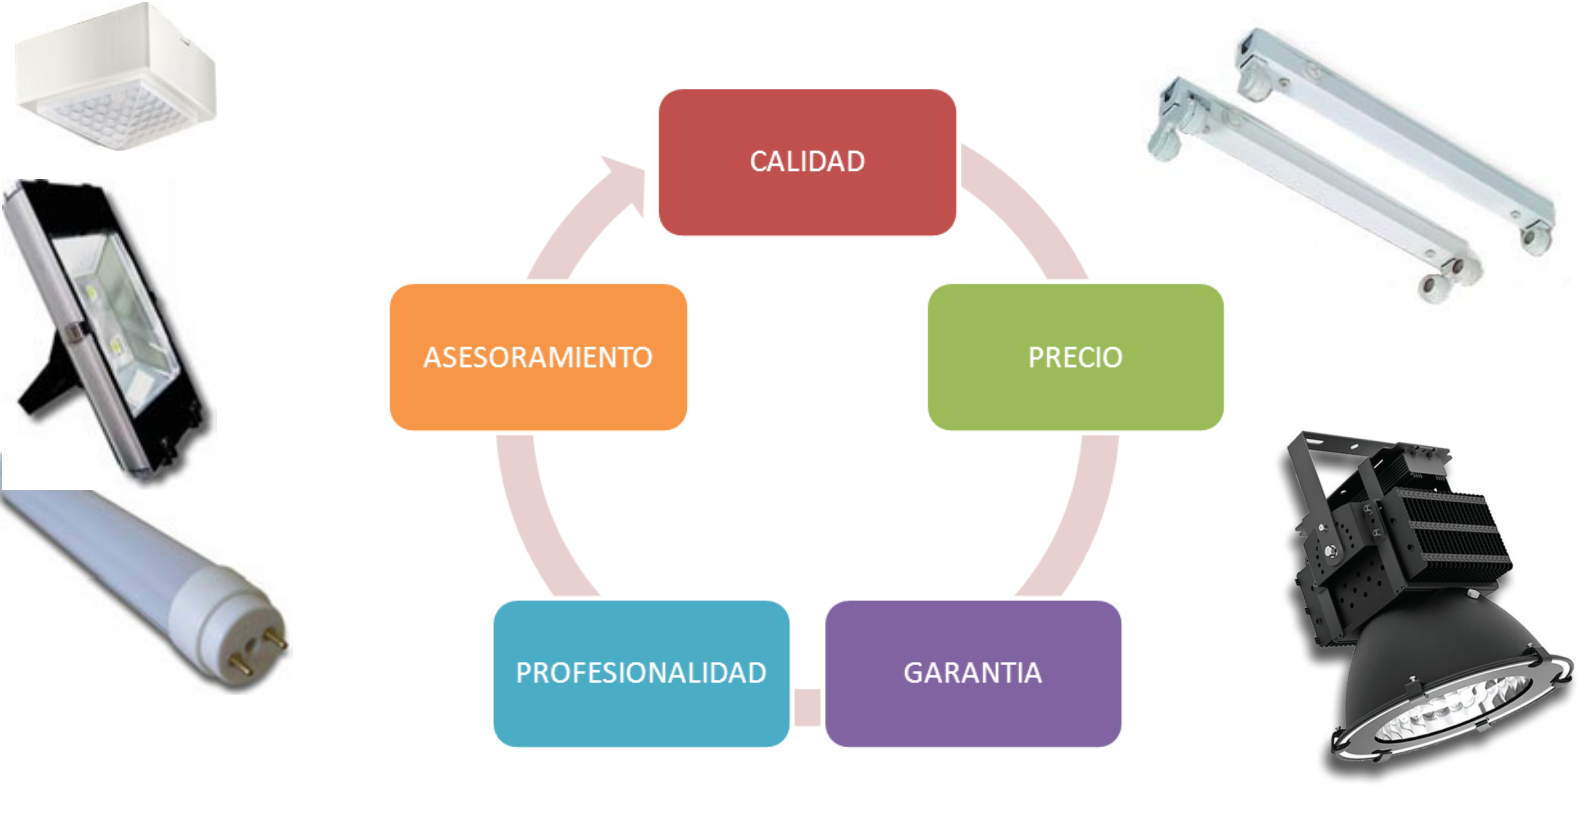 CALIDAD
PRECIO
GARANTIA
PROFESIONALIDAD
ASESORAMIENTO